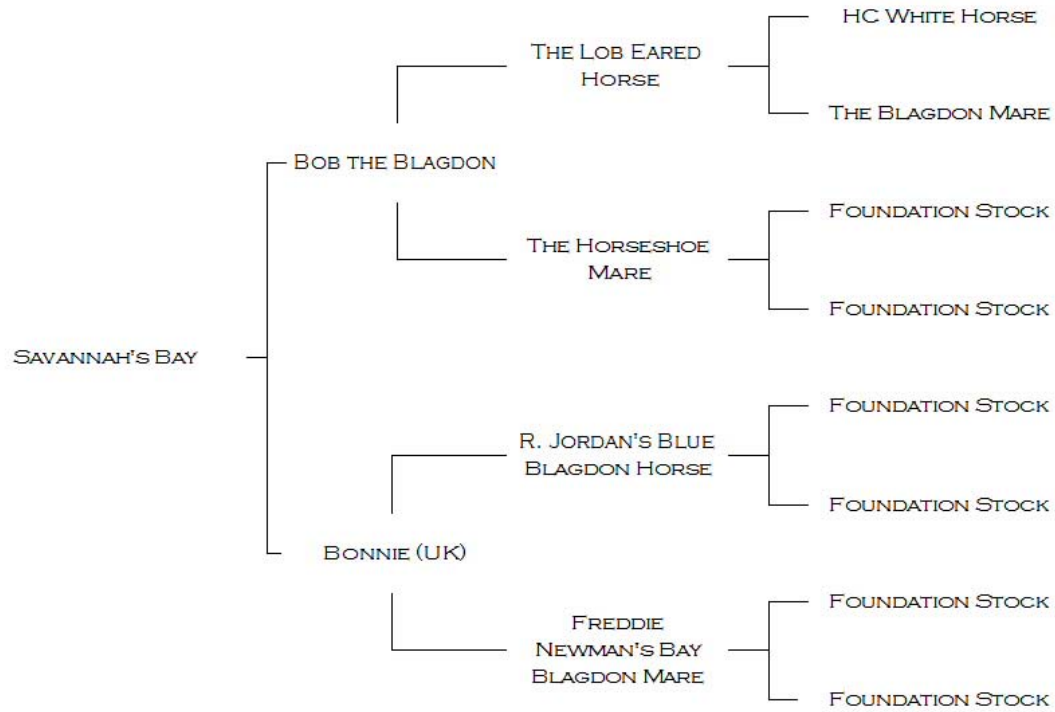 HC White Horse
The Lob Eared
Horse
The Blagdon Mare
Bob the Blagdon
Foundation Stock
The Horseshoe
Mare
Foundation Stock
Savannah's Bay
Foundation Stock
R. Jordan's Blue
Blagdon Horse
Foundation Stock
Bonnie (UK)
Foundation Stock
Freddie
Newman's Bay
Blagdon Mare
Foundation Stock